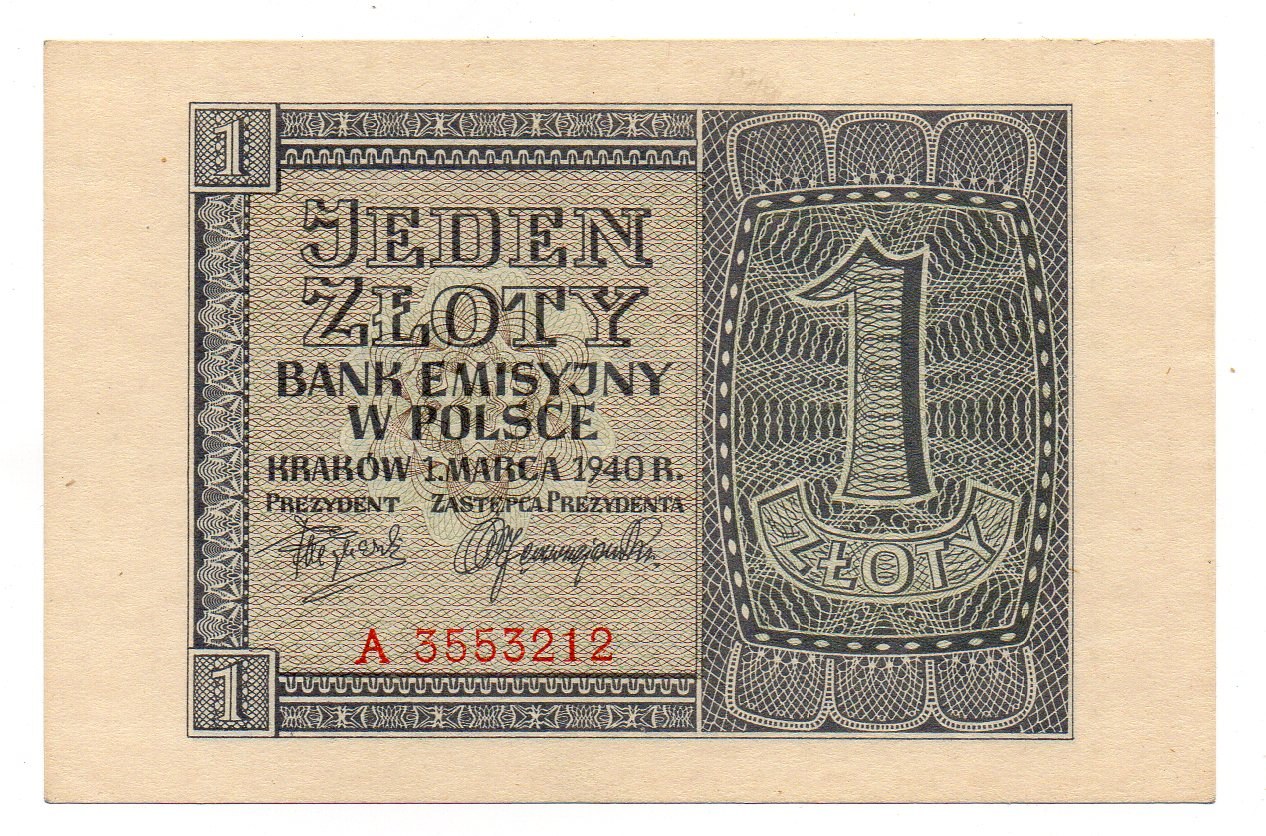 1
JEDEN
ZŁOTY
BANK EMISYJNY
W POLSCE
KRAKÓW 1. MARCA 1940 R.
PREZYDENT ZASTĘPCA PREZYDENTA
A 3553212
1
1
ZŁOTY